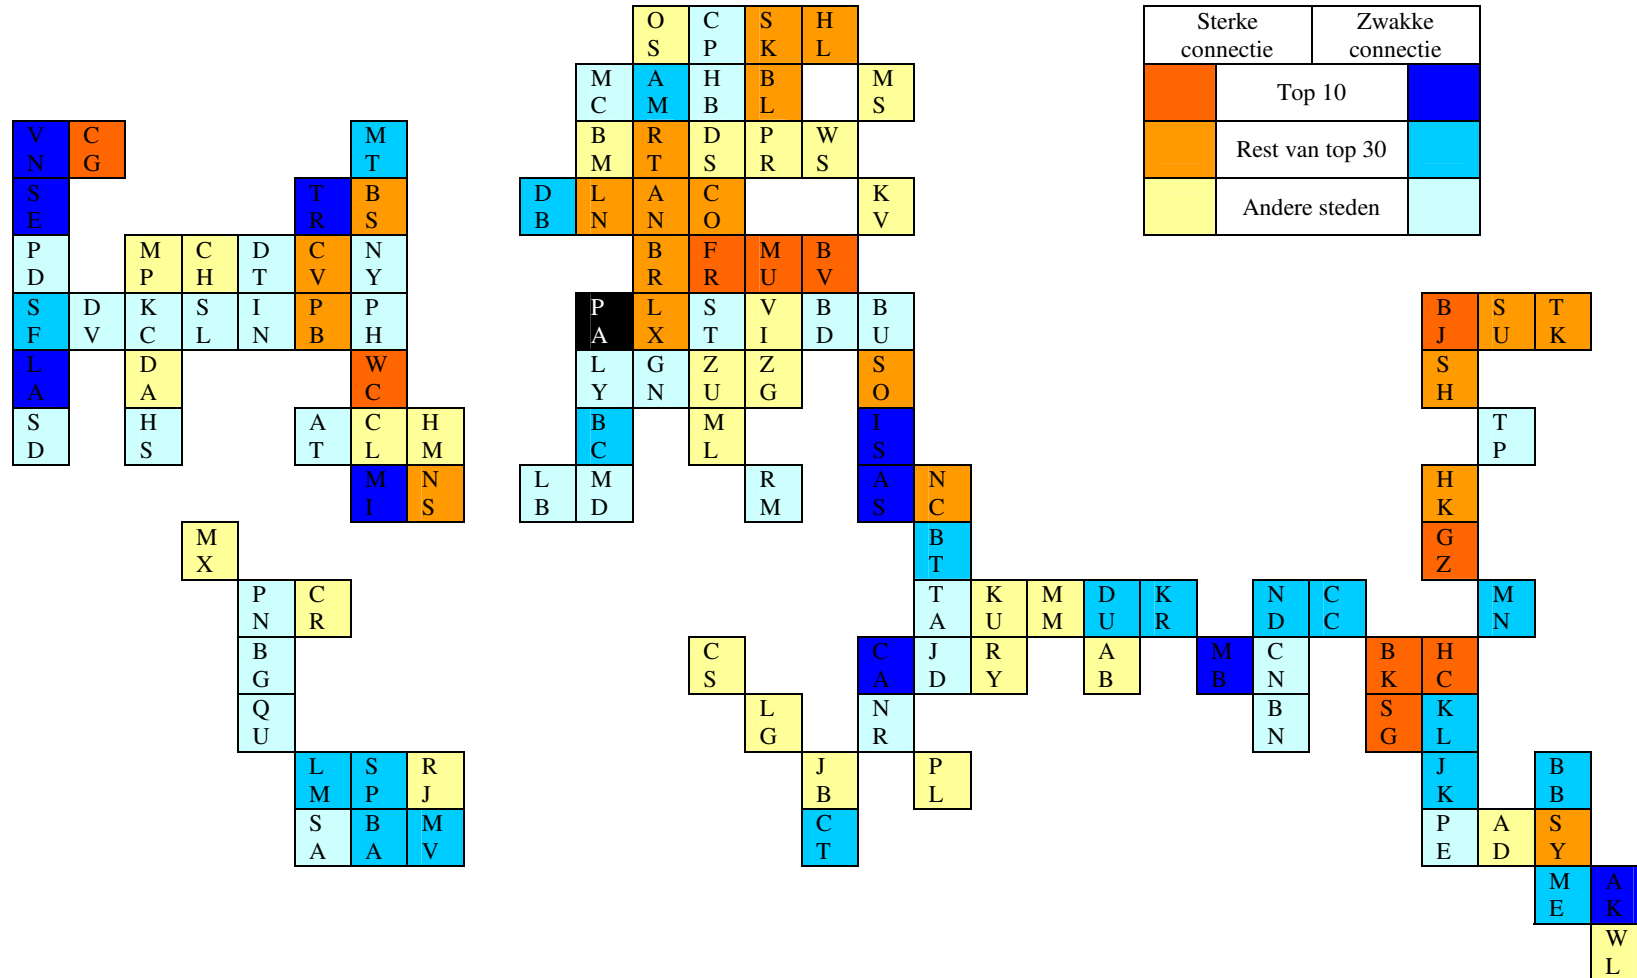 O C S H Sterke Zwakke
S P K L connectie connectie
M A H B M Top 10
C M B L S
V C M B R D P W Rest van top 30
N G T M T S R S
S T B D L A C K Andere steden
E R S B N N O V
P M C D C N B F M B
D P H T V Y R R U V
S D K S I P P P L S V B B B S T
F V C L N B H A X T I D U J U K
L D W L G Z Z S S
A A C Y N U G O H
S H A C H B M I T
D S T L M C L S P
M N L M R A N H
I S B D M S C K
M B G
X T Z
P C T K M D K N C M
N R A U M U R D C N
B C C J R A M C B H
G S A D Y B B N K C
Q L N B S K
U G R N G L
L S R J P J B
M P J B L K B
S B M C P A S
A A V T E D Y
M A
E K
W
L